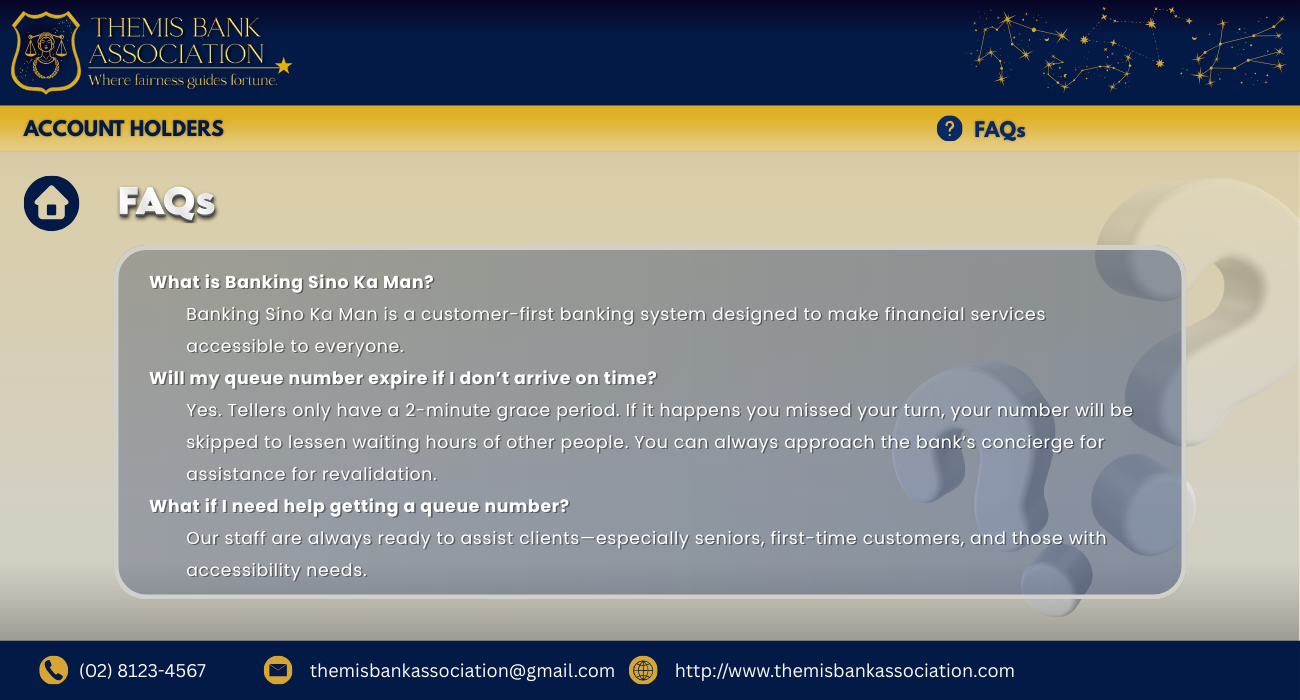 THEMIS BANK
ASSOCIATION
Where fairness guides fortune.
ACCOUNT HOLDERS
? FAQs
FAQs
What is Banking Sino Ka Man?
Banking Sino Ka Man is a customer-first banking system designed to make financial services
accessible to everyone.
Will my queue number expire if I don’t arrive on time?
Yes. Tellers only have a 2-minute grace period. If it happens you missed your turn, your number will be
skipped to lessen waiting hours of other people. You can always approach the bank’s concierge for
assistance for revalidation.
What if I need help getting a queue number?
Our staff are always ready to assist clients—especially seniors, first-time customers, and those with
accessibility needs.
(02) 8123-4567
themisbankassociation@gmail.com
http://www.themisbankassociation.com